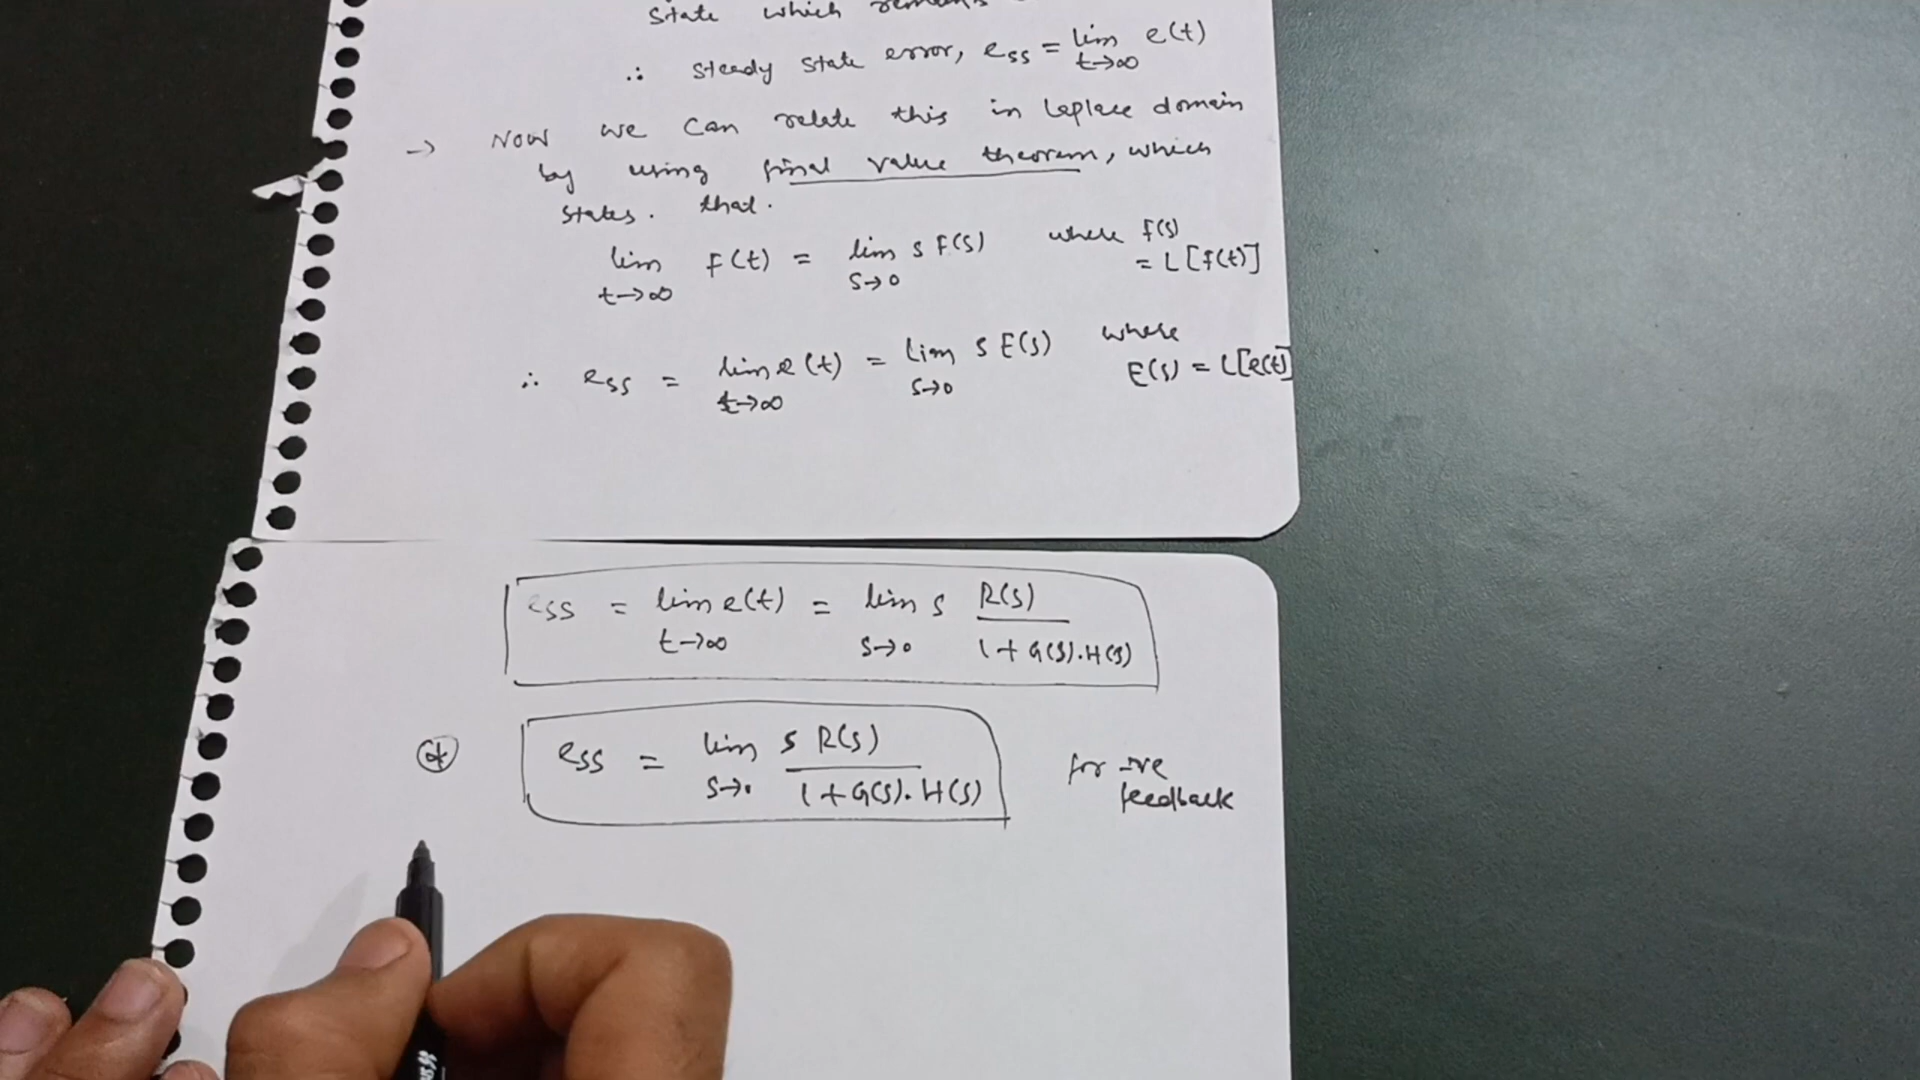 State which remains
∴ steady state error, ess = lim e(t)
t→∞
→ Now we can relate this in Laplace domain
by using final value theorem, which
states. that.
lim F(t) = lim s F(s) where f(s)
t→∞ s→0 = L[f(t)]
∴ ess = lim e(t) = lim s E(s) where
t→∞ s→0 E(s) = L[e(t)]
ess = lim e(t) = lim s R(s)
t→∞ s→0 1+G(s).H(s)
ess = lim s R(s)
s→0 1+G(s).H(s)
for -ve
feedback